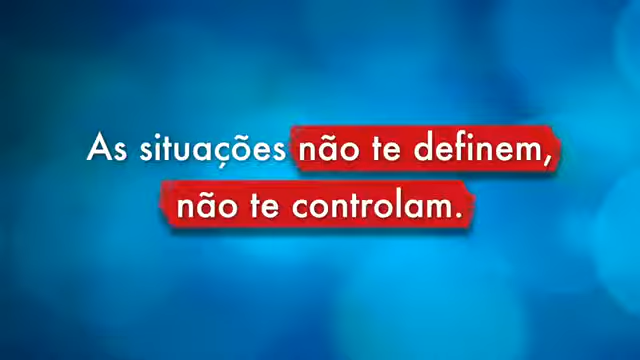 As situações não te definem,
não te controlam.